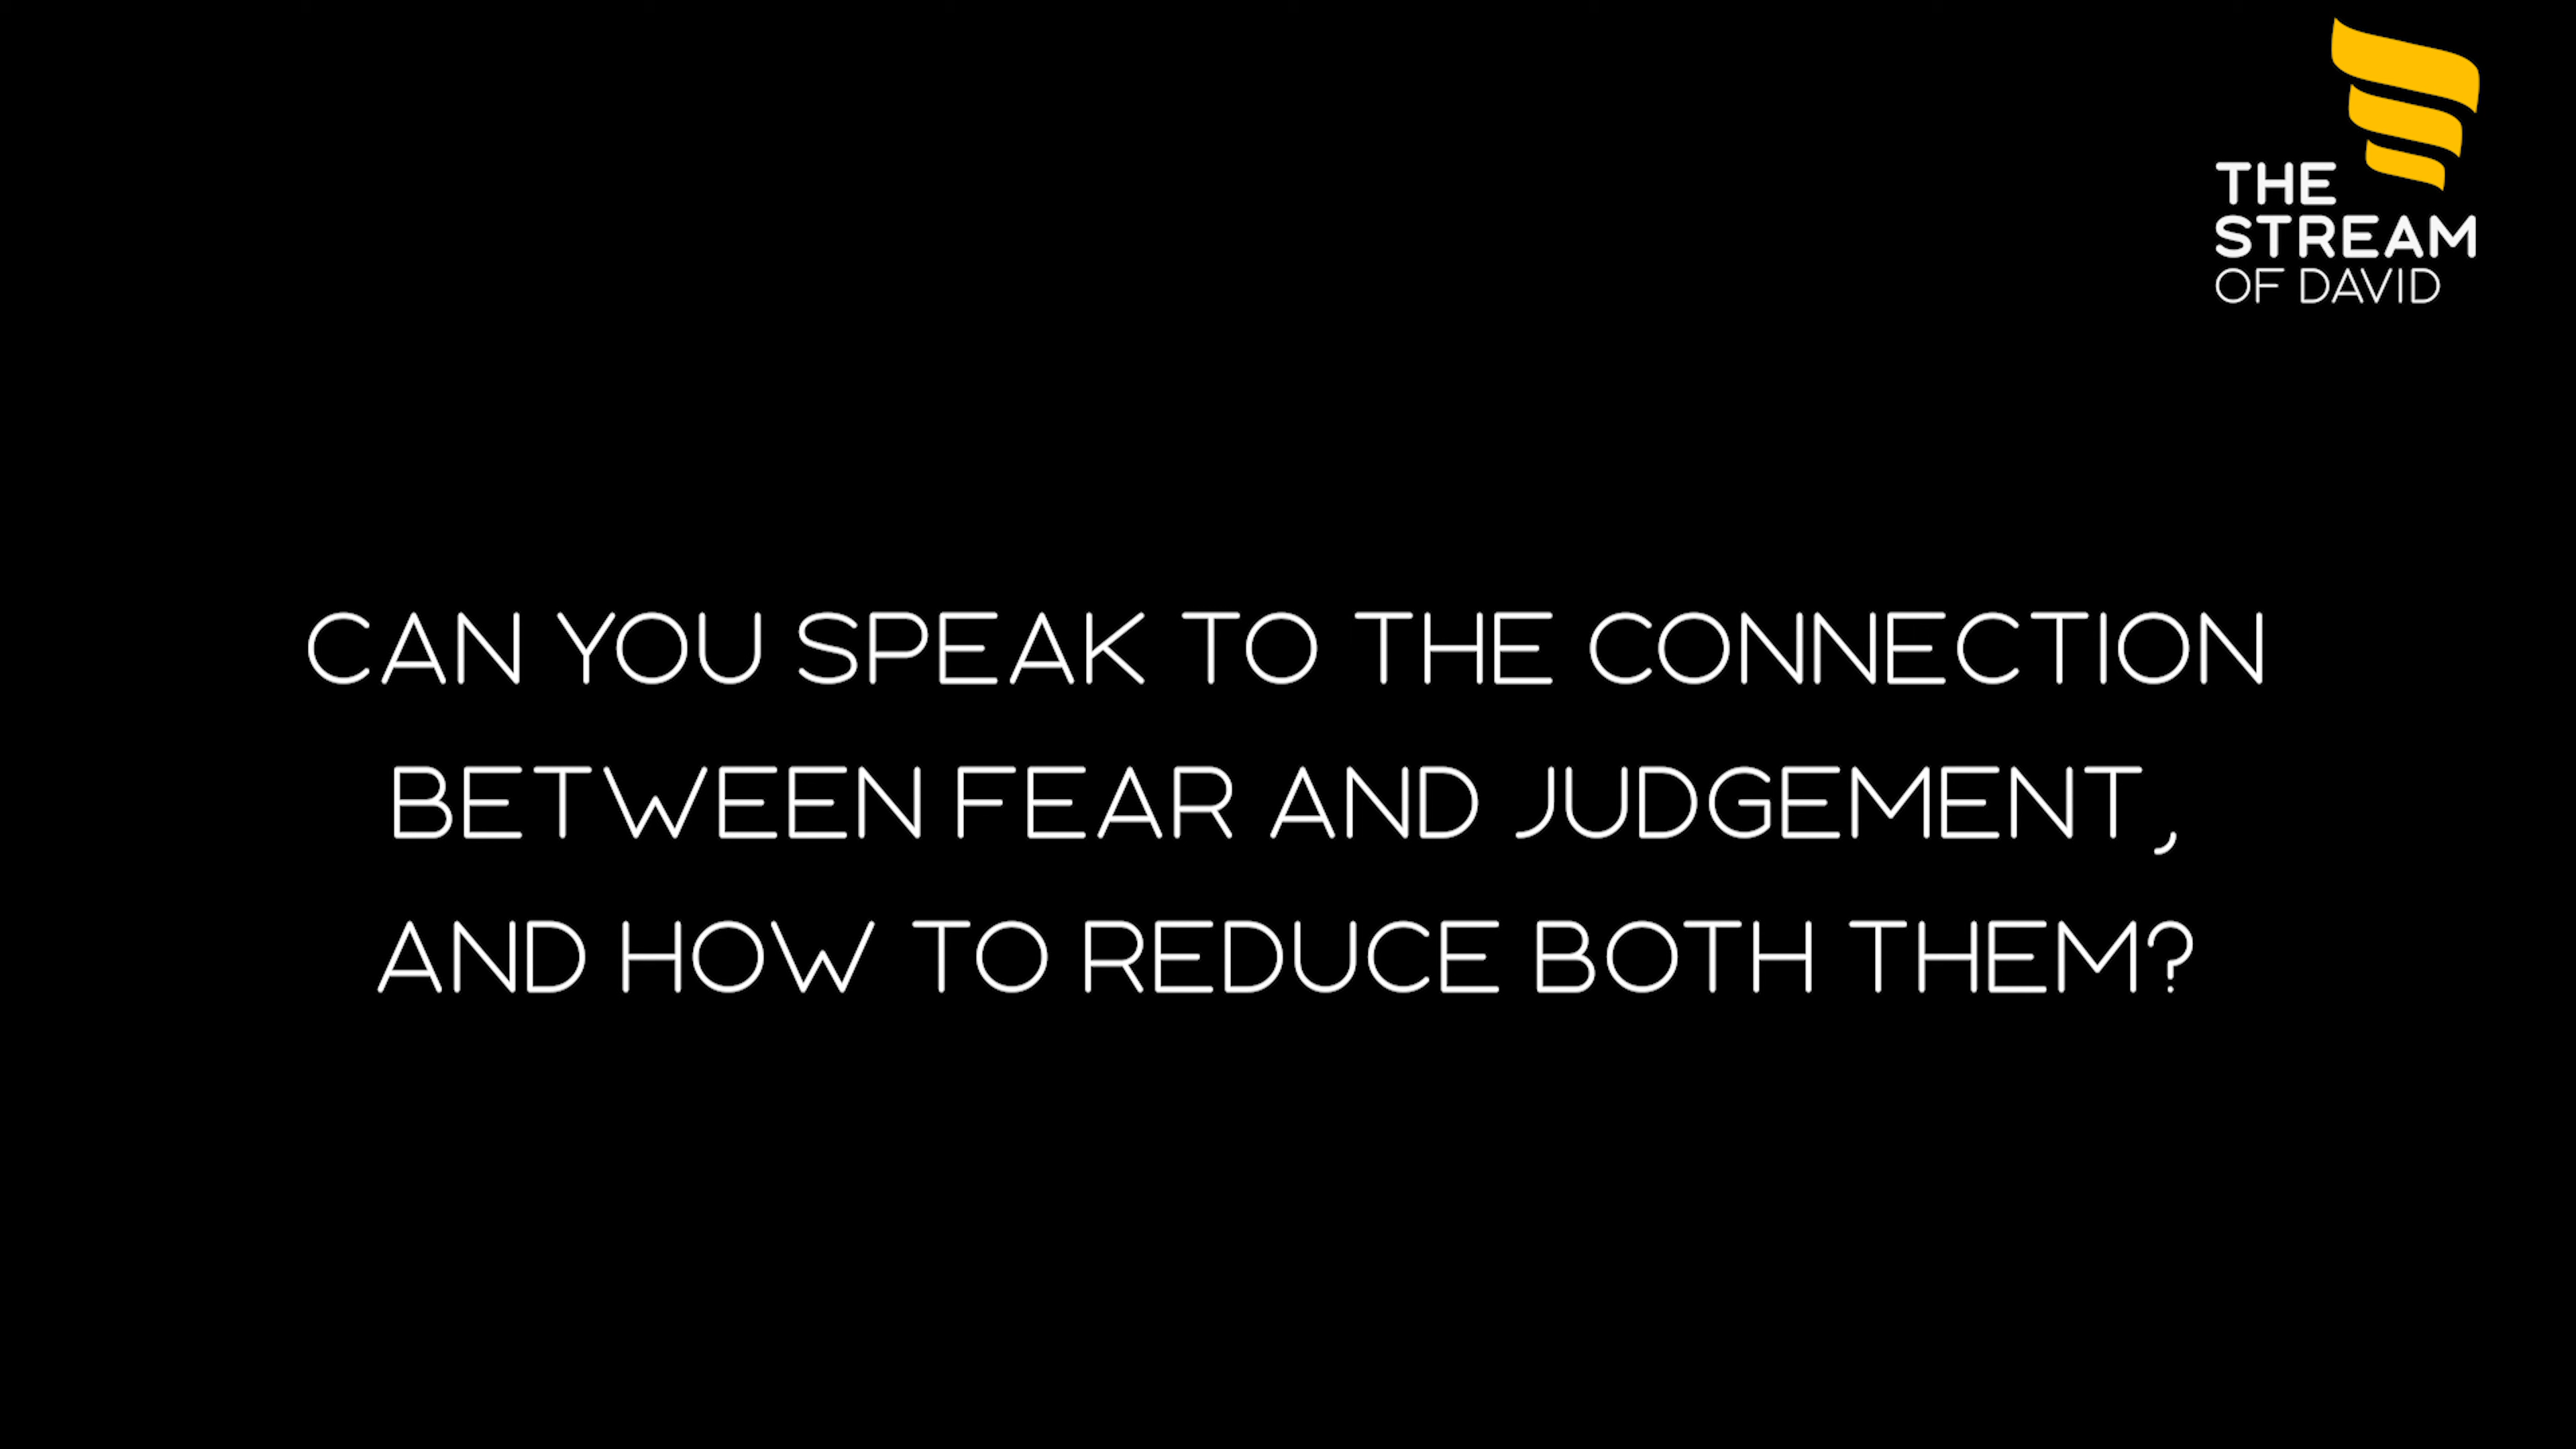 THE
STREAM
OF DAVID
CAN YOU SPEAK TO THE CONNECTION
BETWEEN FEAR AND JUDGEMENT,
AND HOW TO REDUCE BOTH THEM?